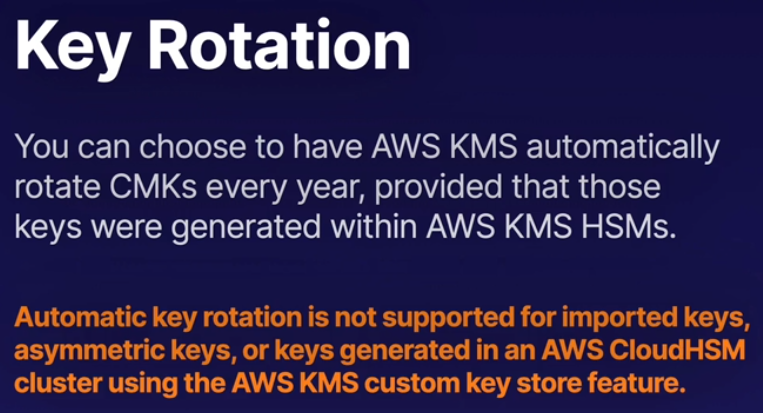 Key Rotation
You can choose to have AWS KMS automatically
rotate CMKs every year, provided that those
keys were generated within AWS KMS HSMs.
Automatic key rotation is not supported for imported keys,
asymmetric keys, or keys generated in an AWS CloudHSM
cluster using the AWS KMS custom key store feature.